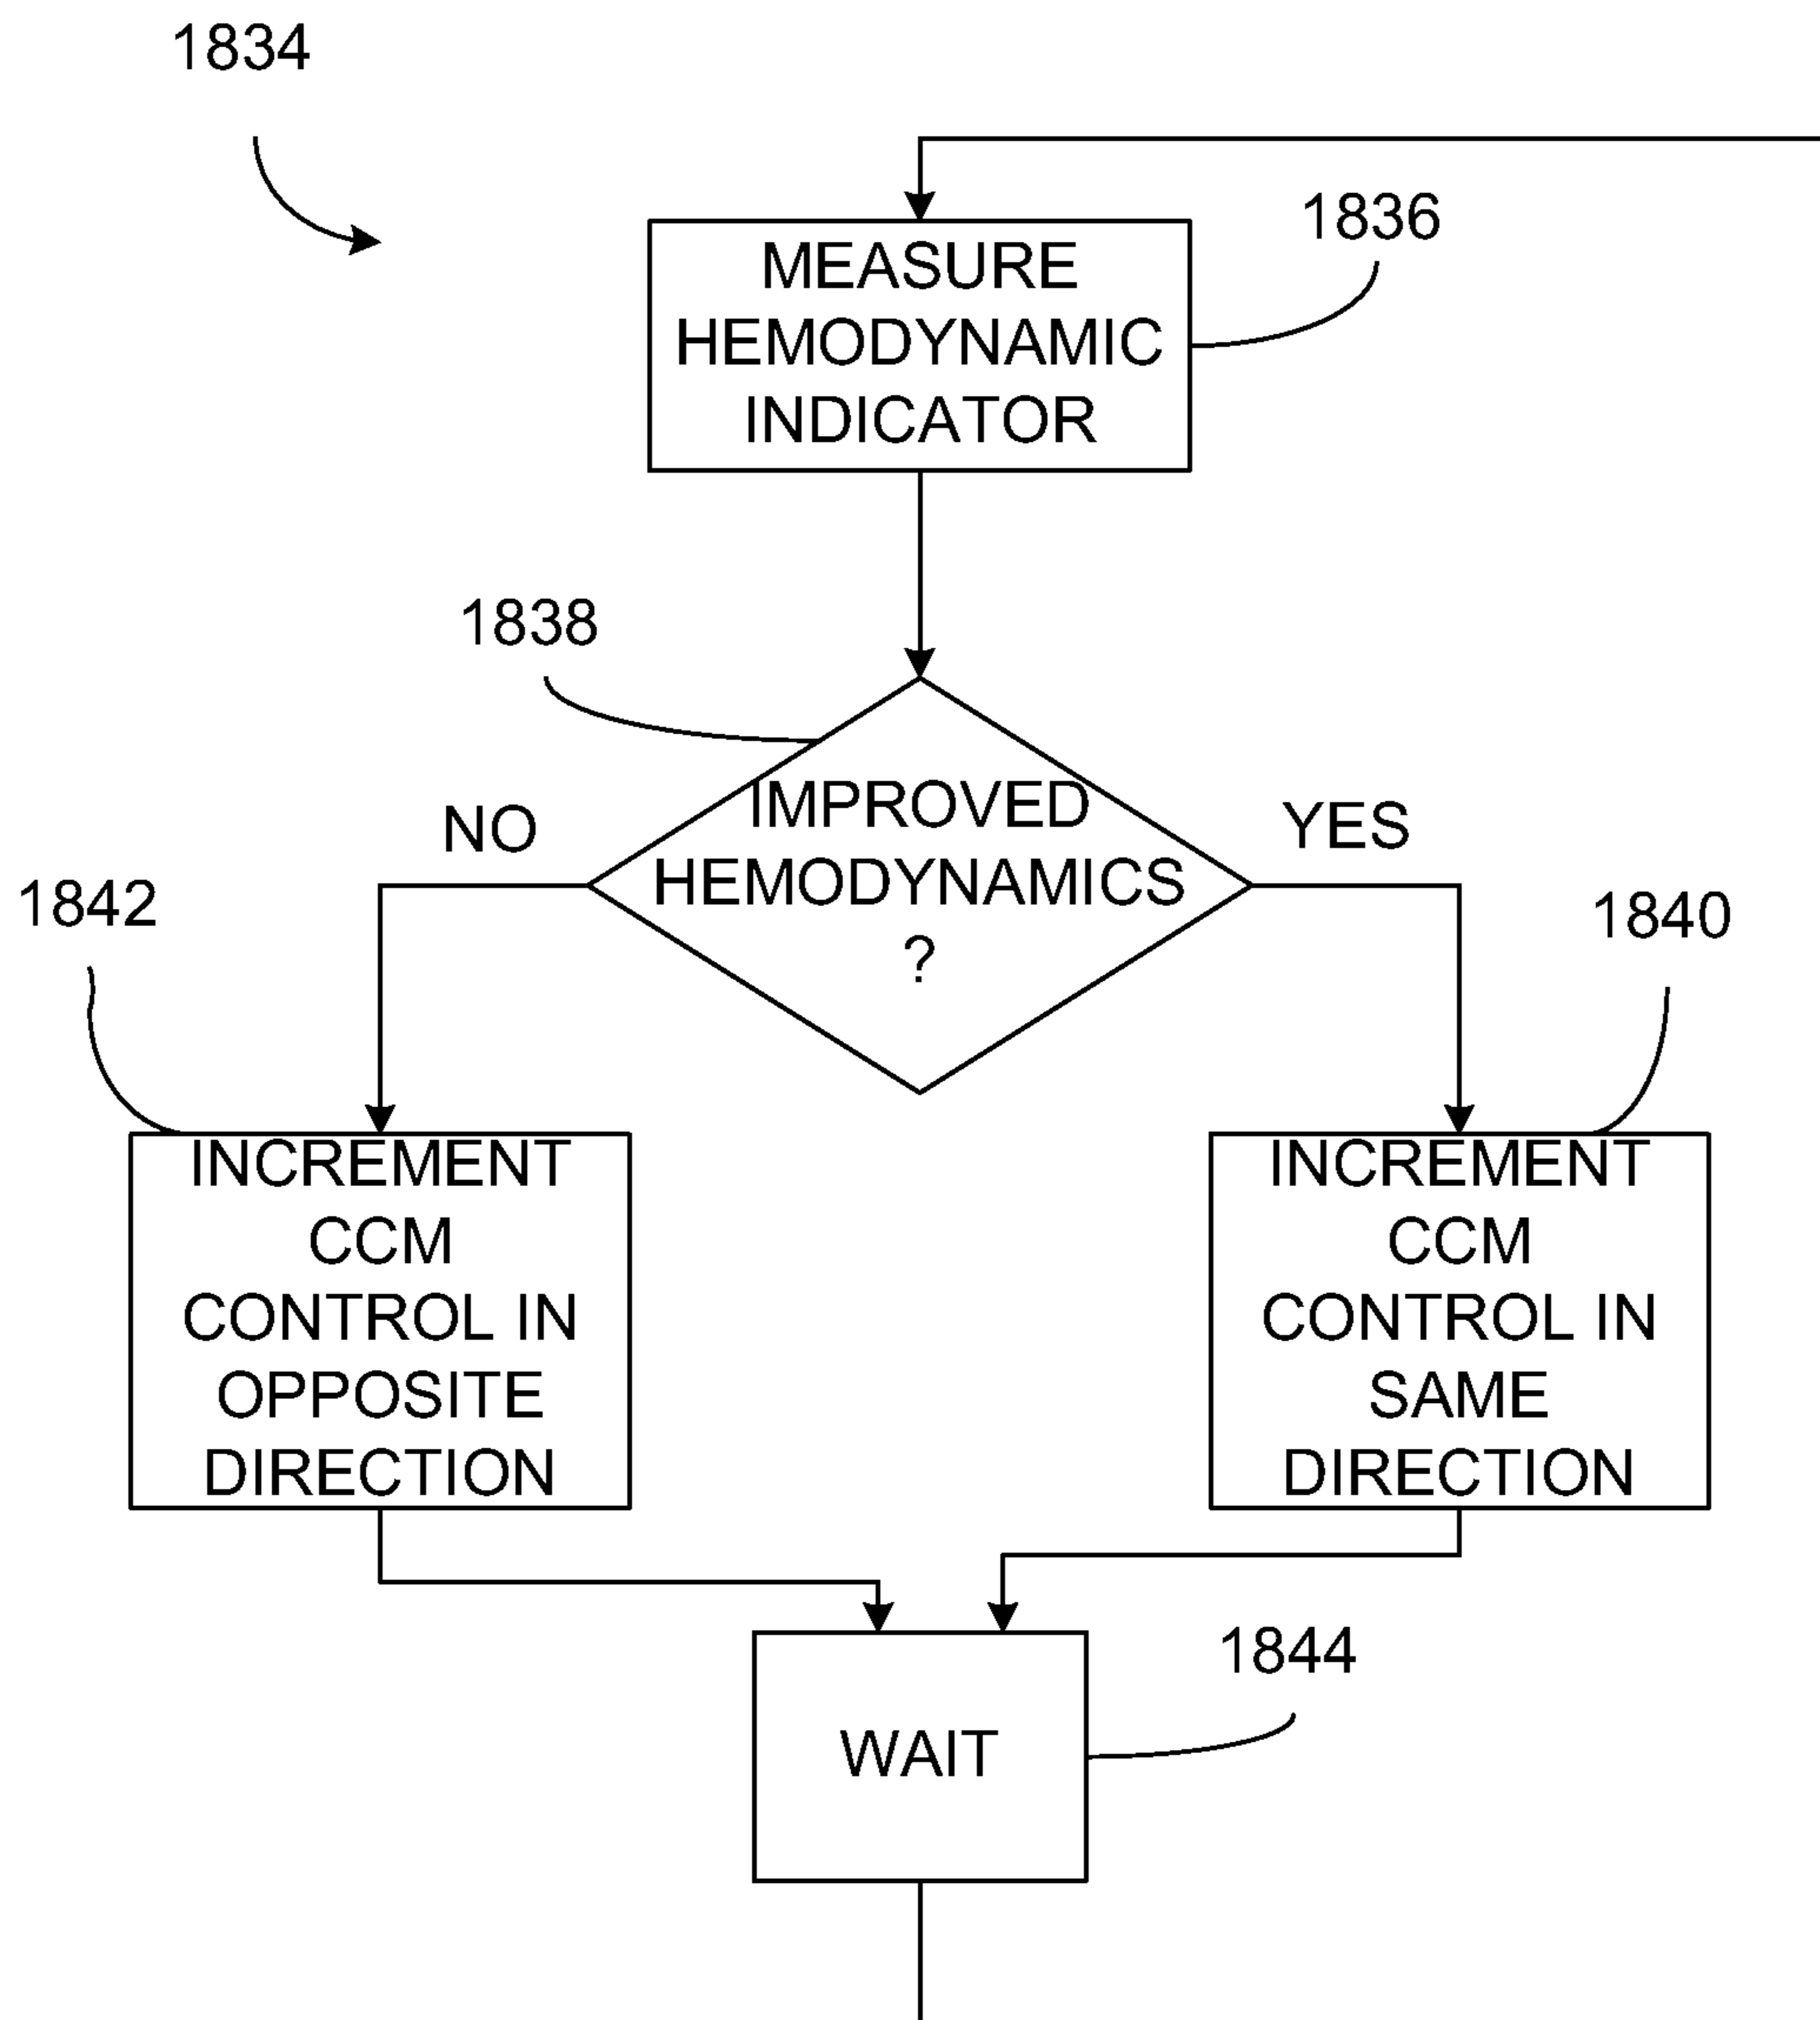 1834
1836
MEASURE
HEMODYNAMIC
INDICATOR
1838
IMPROVED
HEMODYNAMICS
?
NO
YES
1842
1840
INCREMENT
CCM
CONTROL IN
OPPOSITE
DIRECTION
INCREMENT
CCM
CONTROL IN
SAME
DIRECTION
1844
WAIT